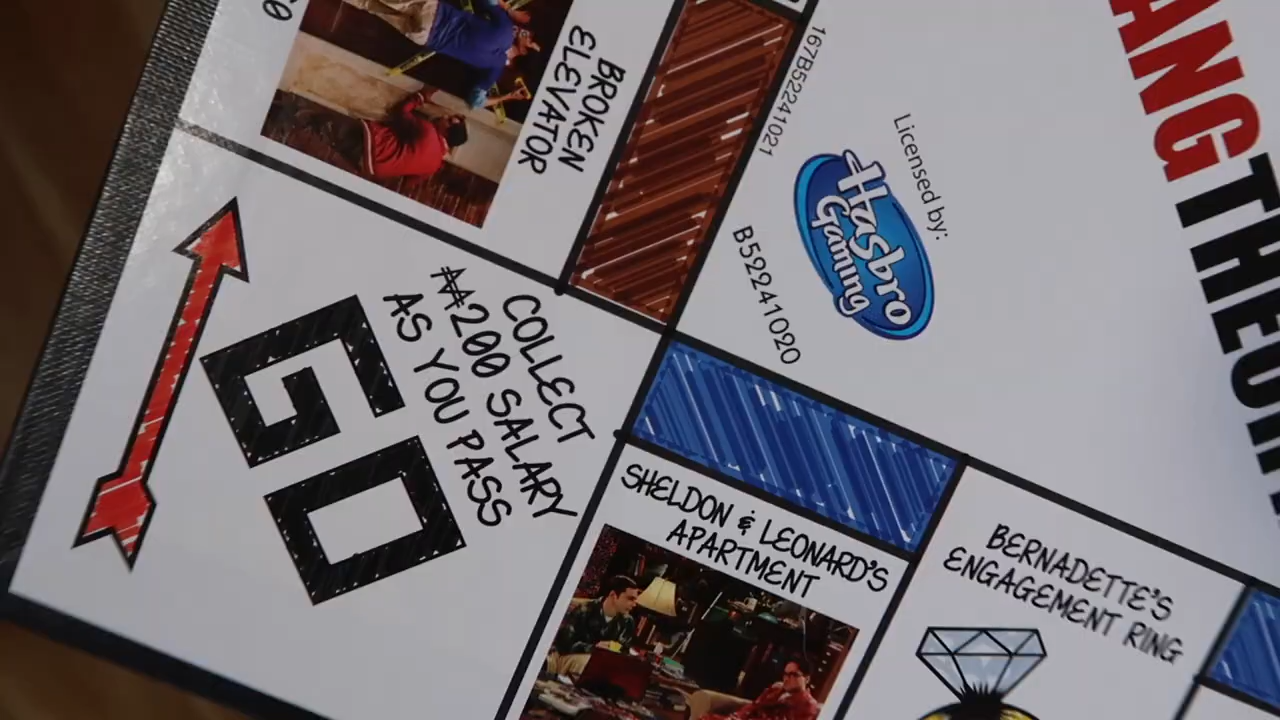 BROKEN
ELEVATOR
167B52241021
Licensed by:
Hasbro
Gaming
B52241020
ANG
THEORY
COLLECT
200 SALARY
AS YOU PASS
GO
SHELDON & LEONARD'S
APARTMENT
BERNADETTE'S
ENGAGEMENT RING